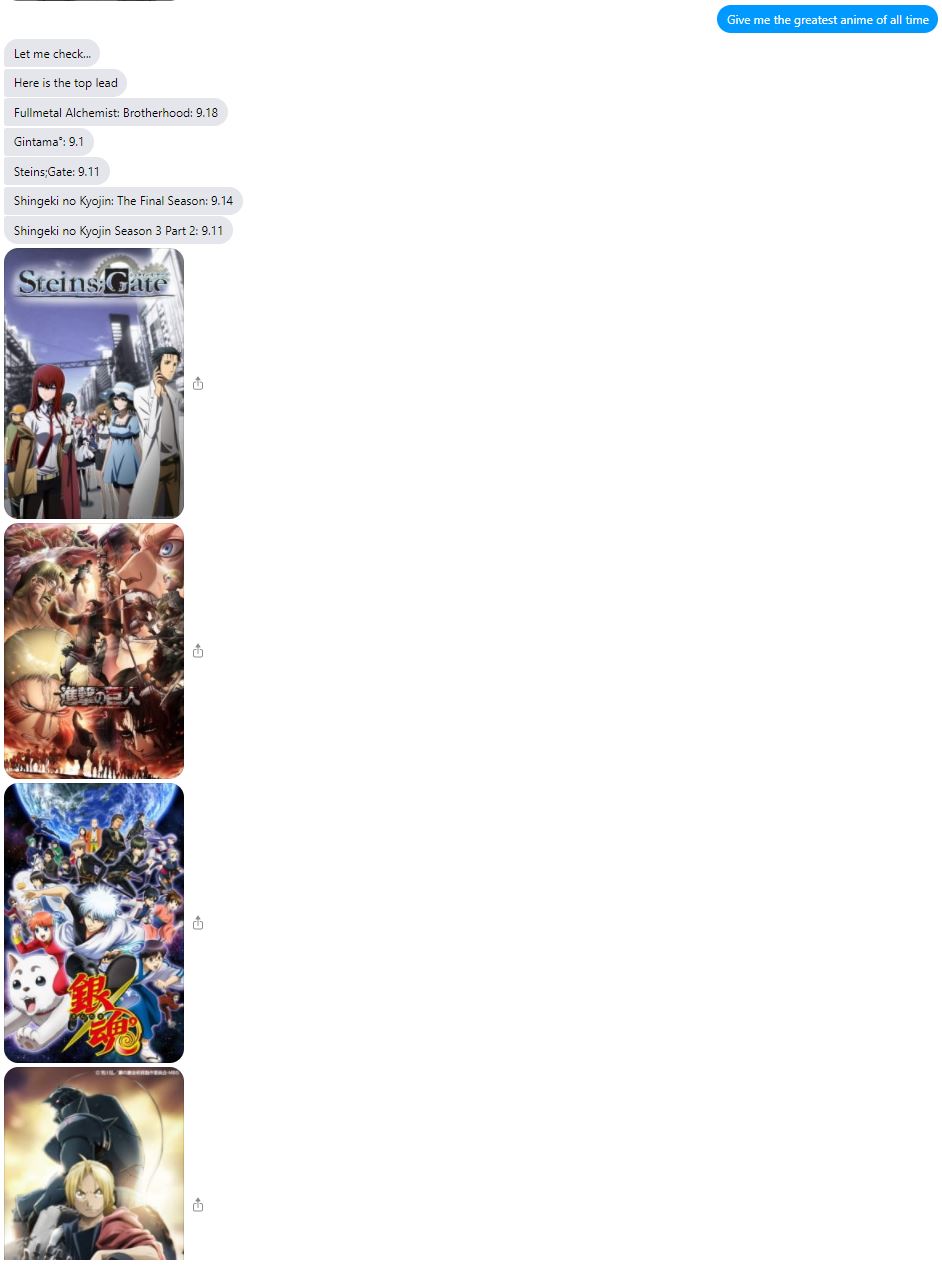 Give me the greatest anime of all time
Let me check...
Here is the top lead
Fullmetal Alchemist: Brotherhood: 9.18
Gintama°: 9.1
Steins;Gate: 9.11
Shingeki no Kyojin: The Final Season: 9.14
Shingeki no Kyojin Season 3 Part 2: 9.11
Steins;Gate
進撃の巨人
銀
魂°